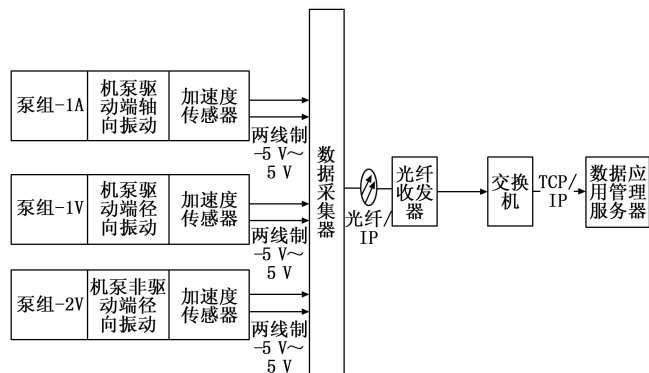 泵组-1A
机泵驱
动端轴
向振动
加速度
传感器
两线制
-5 V～
5 V
泵组-1V
机泵驱
动端径
向振动
加速度
传感器
两线制
-5 V～
5 V
泵组-2V
机泵非驱
动端径
向振动
加速度
传感器
两线制
-5 V～
5 V
数
据
采
集
器
光纤/
IP
光纤
收发
器
交换
机
TCP/
IP
数据应
用管理
服务器